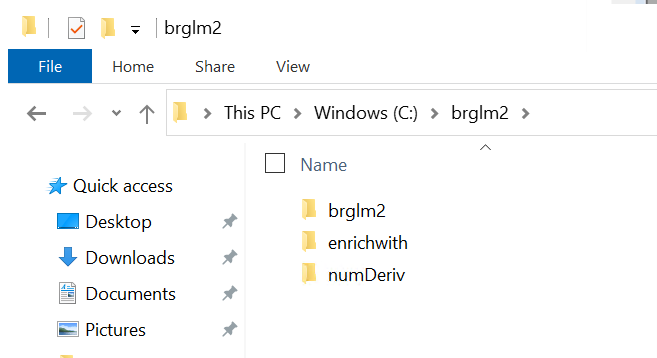 brglm2
File Home Share View
This PC Windows (C:) brglm2
Name
Quick access
Desktop
Downloads
Documents
Pictures
brglm2
enrichwith
numDeriv